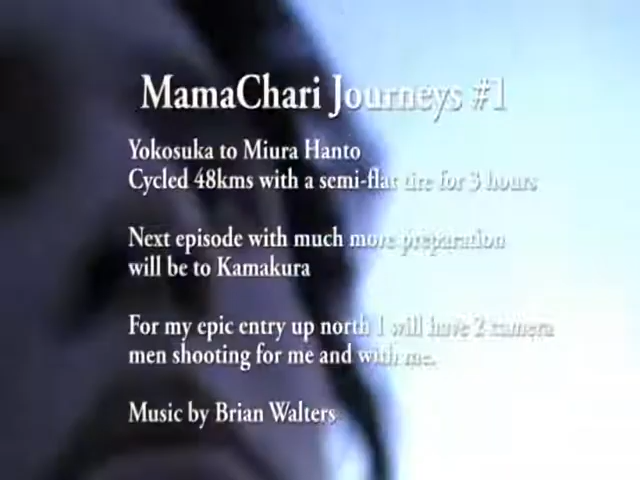 MamaChari Journeys #1
Yokosuka to Miura Hanto
Cycled 48kms with a semi-flat tire for 3 hours
Next episode with much more preparation
will be to Kamakura
For my epic entry up north I will have 2 camera
men shooting for me and with me.
Music by Brian Walters